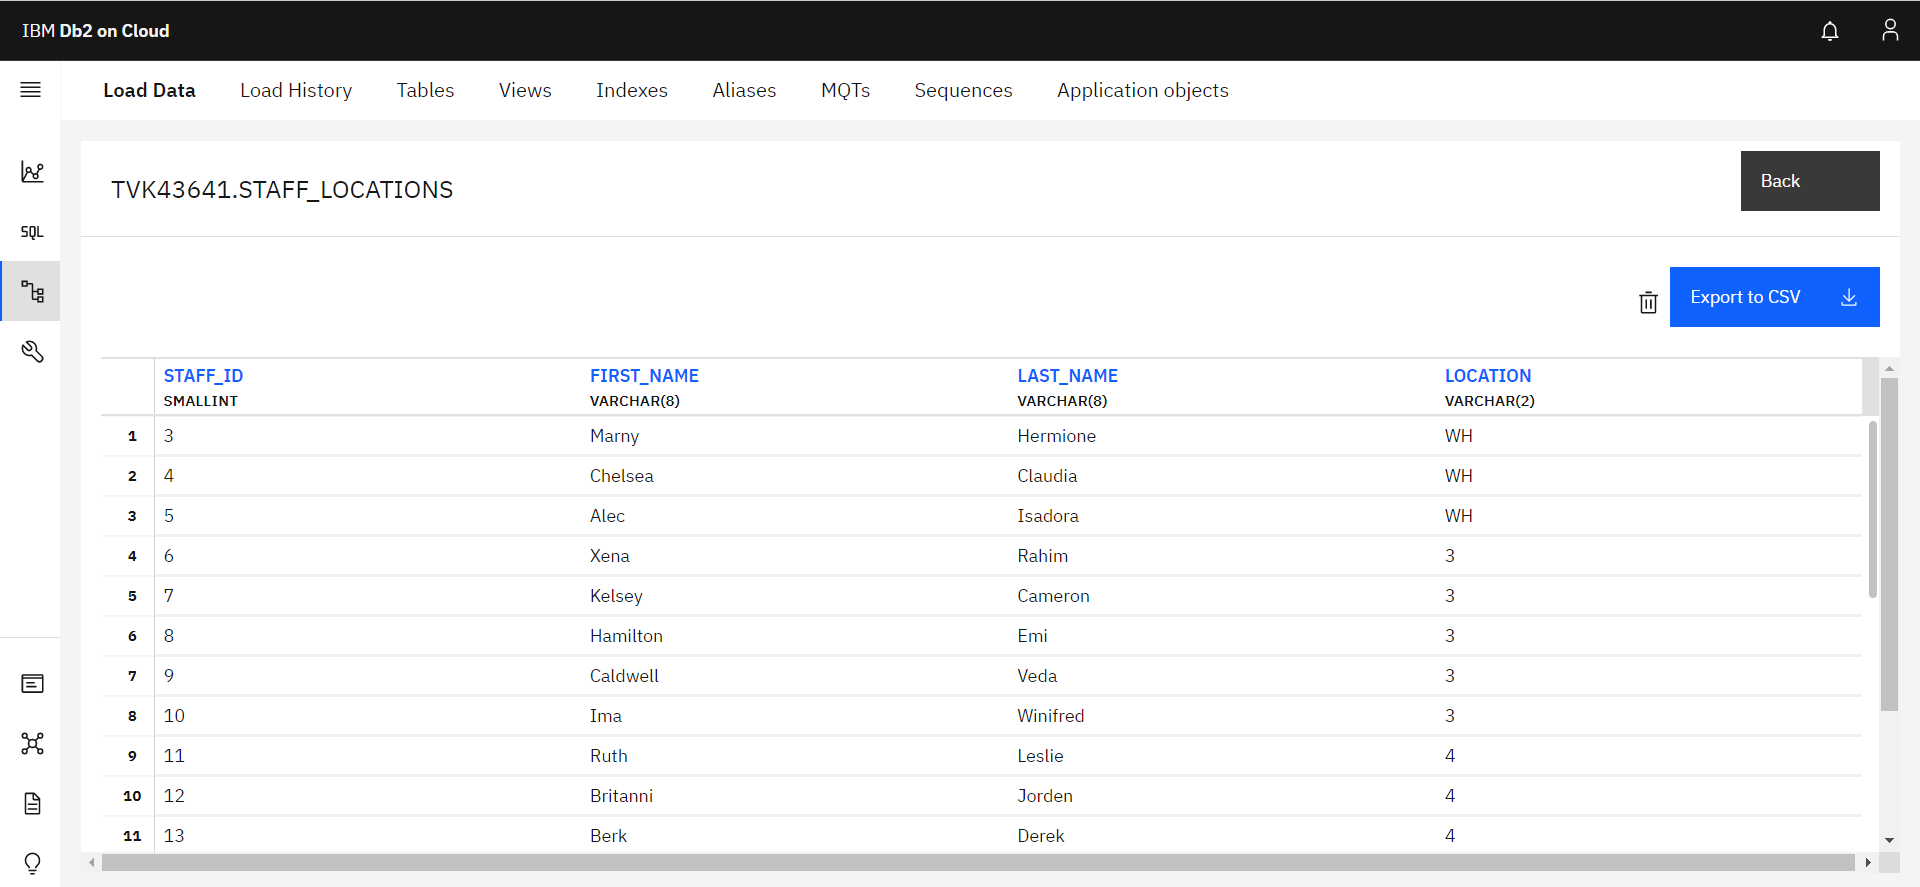 IBM Db2 on Cloud
Load Data Load History Tables Views Indexes Aliases MQTs Sequences Application objects
TVK43641.STAFF_LOCATIONS
Back
SQL
Export to CSV
STAFF_ID FIRST_NAME LAST_NAME LOCATION
SMALLINT VARCHAR(8) VARCHAR(8) VARCHAR(2)
1 3 Marny Hermione WH
2 4 Chelsea Claudia WH
3 5 Alec Isadora WH
4 6 Xena Rahim 3
5 7 Kelsey Cameron 3
6 8 Hamilton Emi 3
7 9 Caldwell Veda 3
8 10 Ima Winifred 3
9 11 Ruth Leslie 4
10 12 Britanni Jorden 4
11 13 Berk Derek 4